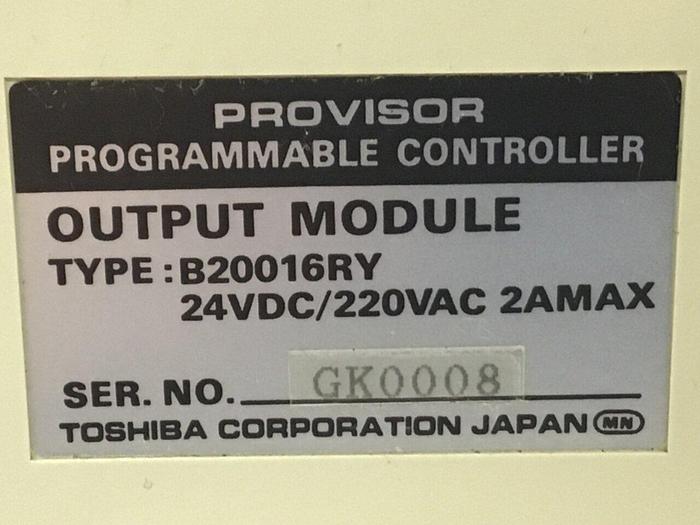 PROVISOR
PROGRAMMABLE CONTROLLER
OUTPUT MODULE
TYPE:B20016RY
24VDC/220VAC 2AMAX
SER. NO. GK0008
TOSHIBA CORPORATION JAPAN MN